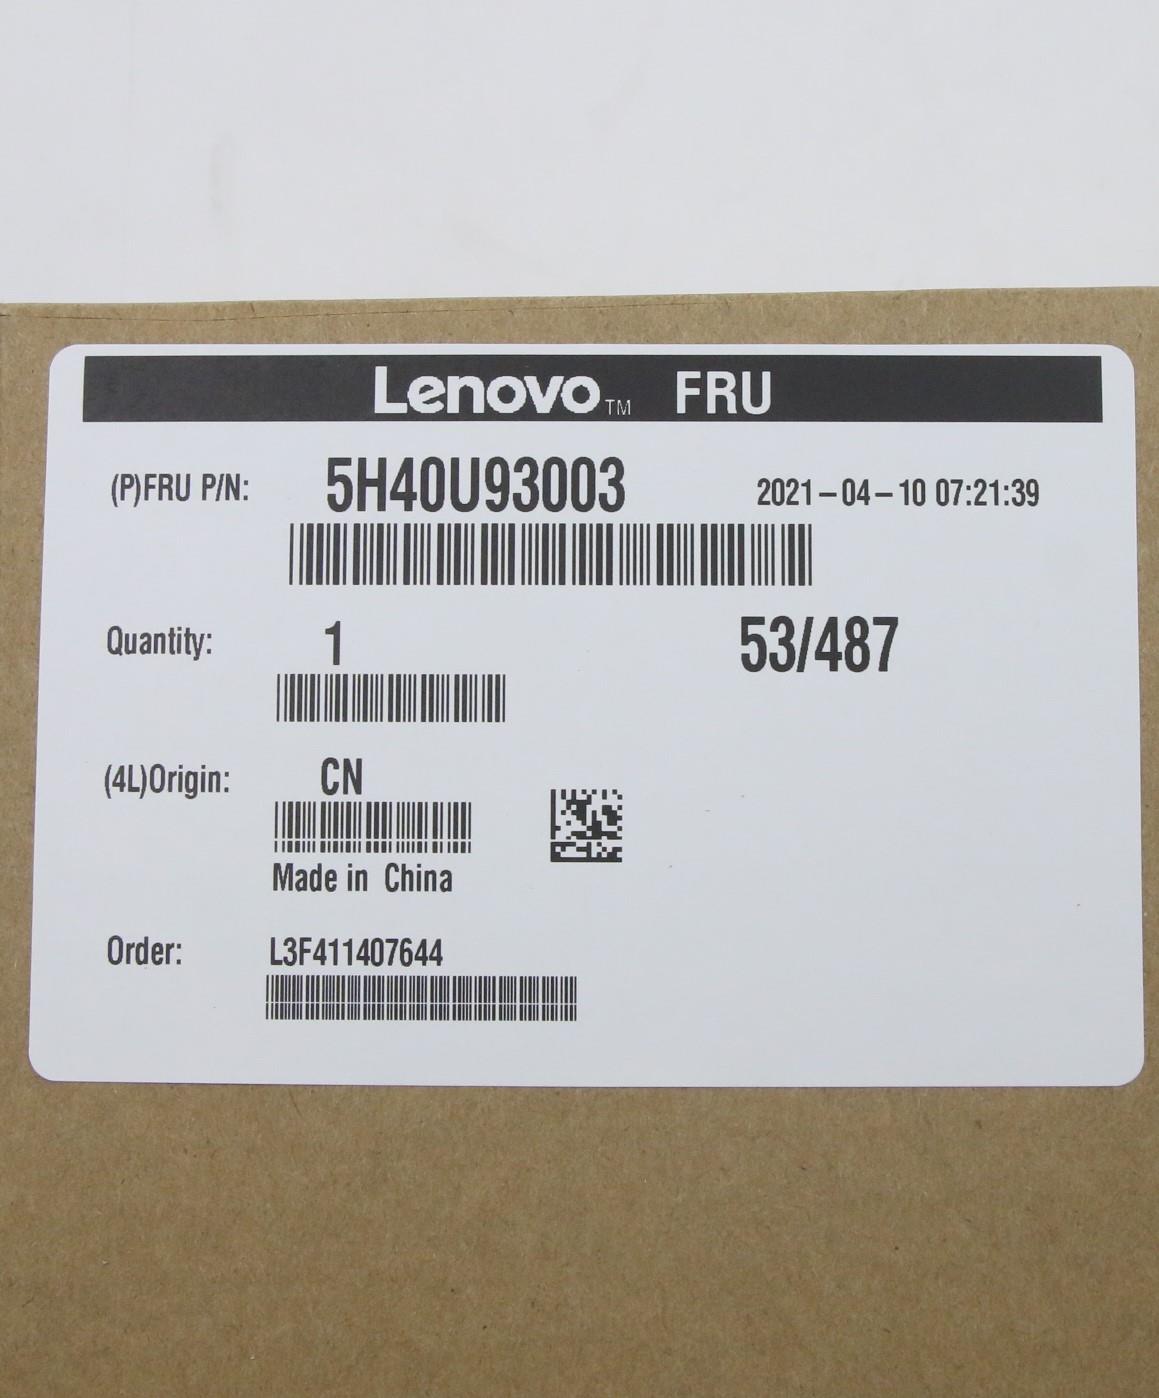 Lenovo™ FRU
(P)FRU P/N: 5H40U93003 2021-04-10 07:21:39
Quantity: 1 53/487
(4L)Origin: CN
Made in China
Order: L3F411407644